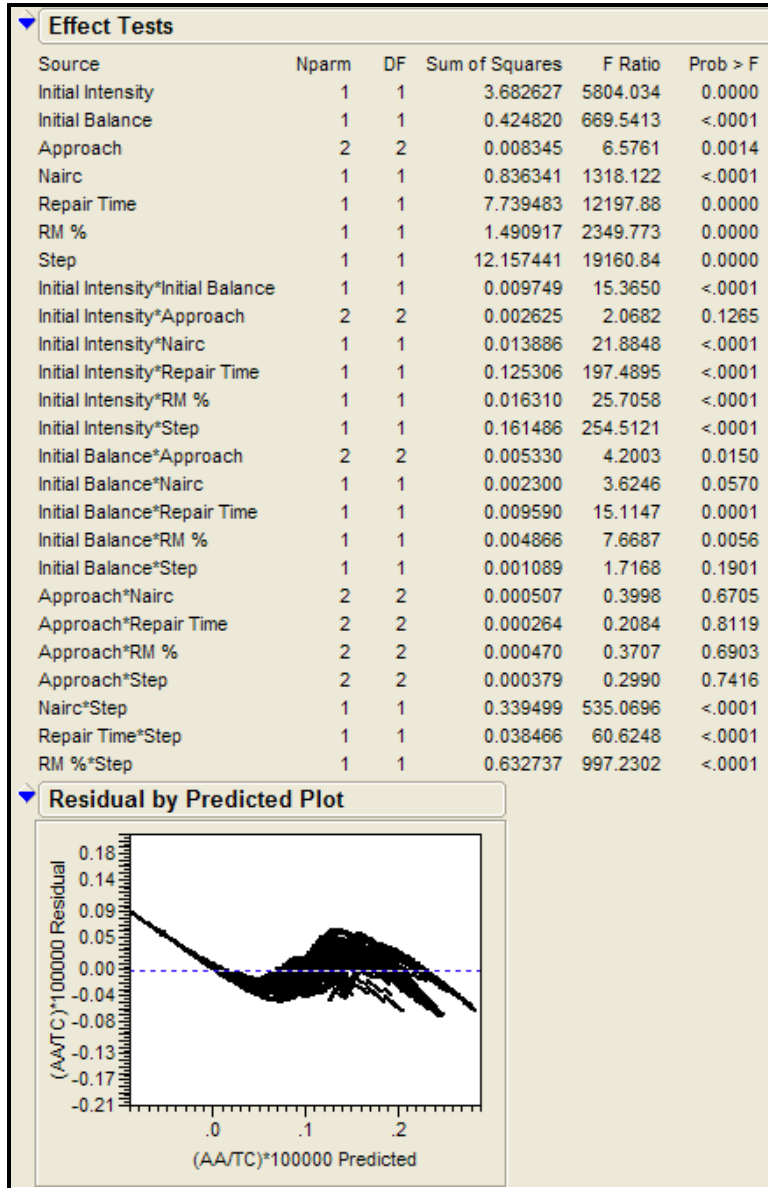 Effect Tests
Source Nparm DF Sum of Squares F Ratio Prob > F
Initial Intensity 1 1 3.682627 5804.034 0.0000
Initial Balance 1 1 0.424820 669.5413 <.0001
Approach 2 2 0.008345 6.5761 0.0014
Nairc 1 1 0.836341 1318.122 <.0001
Repair Time 1 1 7.739483 12197.88 0.0000
RM % 1 1 1.490917 2349.773 0.0000
Step 1 1 12.157441 19160.84 0.0000
Initial Intensity*Initial Balance 1 1 0.009749 15.3650 <.0001
Initial Intensity*Approach 2 2 0.002625 2.0682 0.1265
Initial Intensity*Nairc 1 1 0.013886 21.8848 <.0001
Initial Intensity*Repair Time 1 1 0.125306 197.4895 <.0001
Initial Intensity*RM % 1 1 0.016310 25.7058 <.0001
Initial Intensity*Step 1 1 0.161486 254.5121 <.0001
Initial Balance*Approach 2 2 0.005330 4.2003 0.0150
Initial Balance*Nairc 1 1 0.002300 3.6246 0.0570
Initial Balance*Repair Time 1 1 0.009590 15.1147 0.0001
Initial Balance*RM % 1 1 0.004866 7.6687 0.0056
Initial Balance*Step 1 1 0.001089 1.7168 0.1901
Approach*Nairc 2 2 0.000507 0.3998 0.6705
Approach*Repair Time 2 2 0.000264 0.2084 0.8119
Approach*RM % 2 2 0.000470 0.3707 0.6903
Approach*Step 2 2 0.000379 0.2990 0.7416
Nairc*Step 1 1 0.339499 535.0696 <.0001
Repair Time*Step 1 1 0.038466 60.6248 <.0001
RM %*Step 1 1 0.632737 997.2302 <.0001
Residual by Predicted Plot
(AA/TC)*100000 Residual
0.18
0.14
0.09
0.05
0.00
-0.04
-0.08
-0.13
-0.17
-0.21
.0 .1 .2
(AA/TC)*100000 Predicted